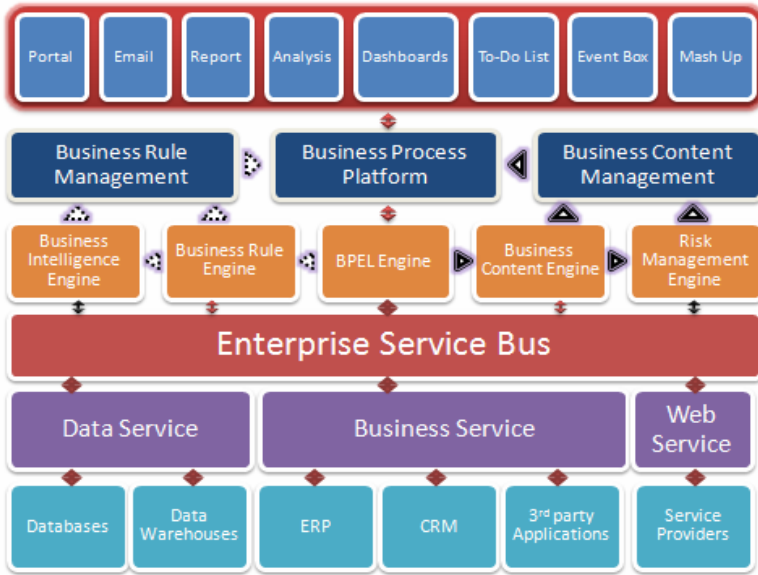 Portal
Email
Report
Analysis
Dashboards
To-Do List
Event Box
Mash Up
Business Rule
Management
Business Process
Platform
Business Content
Management
Business
Intelligence
Engine
Business Rule
Engine
BPEL Engine
Business
Content Engine
Risk
Management
Engine
Enterprise Service Bus
Data Service
Business Service
Web
Service
Databases
Data
Warehouses
ERP
CRM
3rd party
Applications
Service
Providers